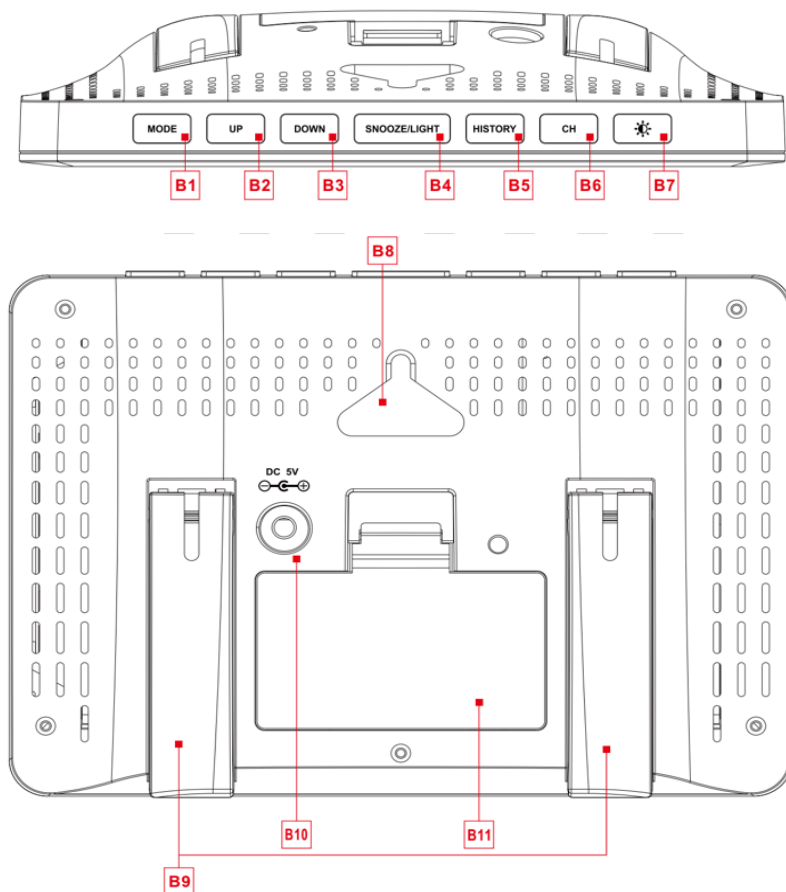 MODE UP DOWN SNOOZE/LIGHT HISTORY CH
B1 B2 B3 B4 B5 B6 B7
B8
DC 5V
B10 B11
B9